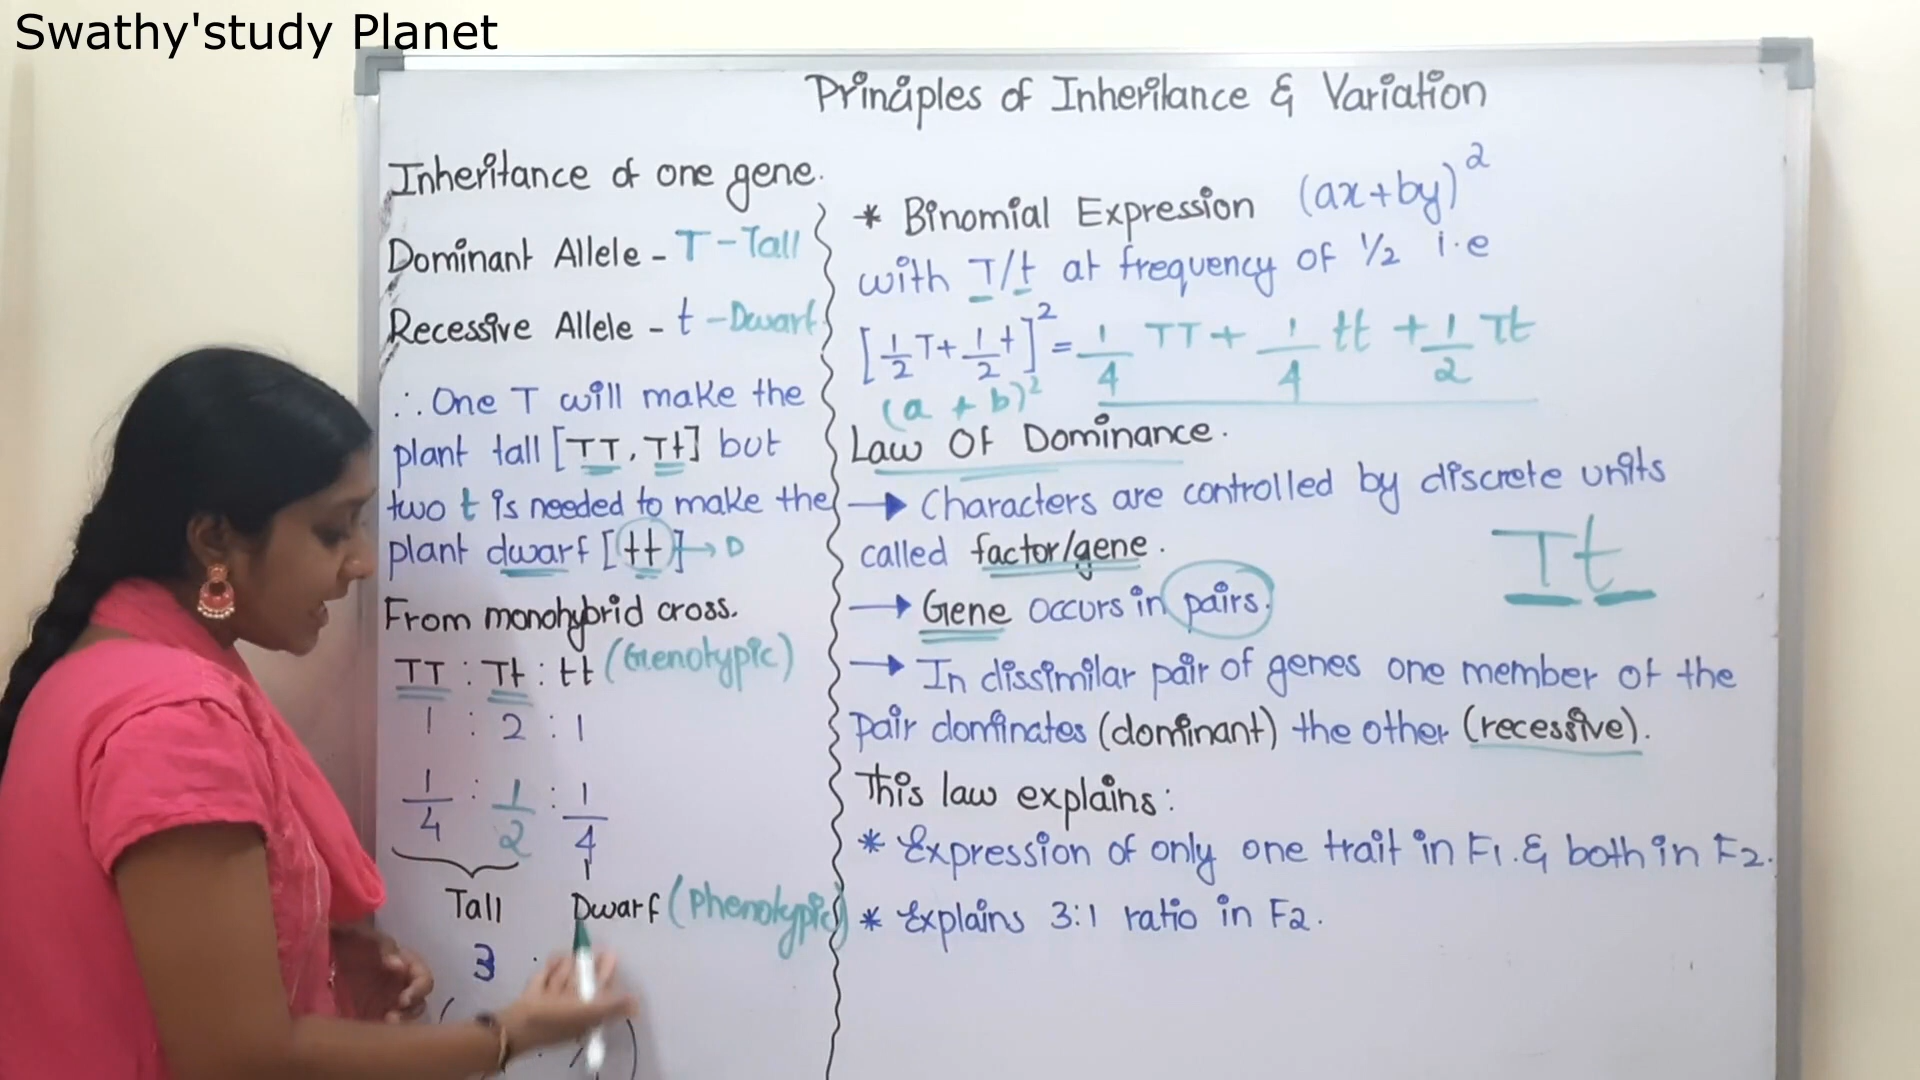 Swathy'study Planet
Principles of Inheritance & Variation
Inheritance of one gene.
Dominant Allele - T - Tall
Recessive Allele - t - Dwarf
∴ One T will make the
plant tall [TT, Tt] but
two t is needed to make the
plant dwarf [tt] → D
From monohybrid cross.
TT : Tt : tt (Genotypic)
1 : 2 : 1
1/4 : 1/2 : 1/4
Tall Dwarf (Phenotypic)
3 :
* Binomial Expression (ax+by)²
with T/t at frequency of 1/2 i.e
[1/2 T + 1/2 t]² = 1/4 TT + 1/4 tt + 1/2 Tt
(a + b)²
Law Of Dominance.
→ Characters are controlled by discrete units
called factor/gene.
Tt
→ Gene occurs in pairs.
→ In dissimilar pair of genes one member of the
pair dominates (dominant) the other (recessive).
This law explains:
* Expression of only one trait in F1. & both in F2.
* Explains 3:1 ratio in F2.